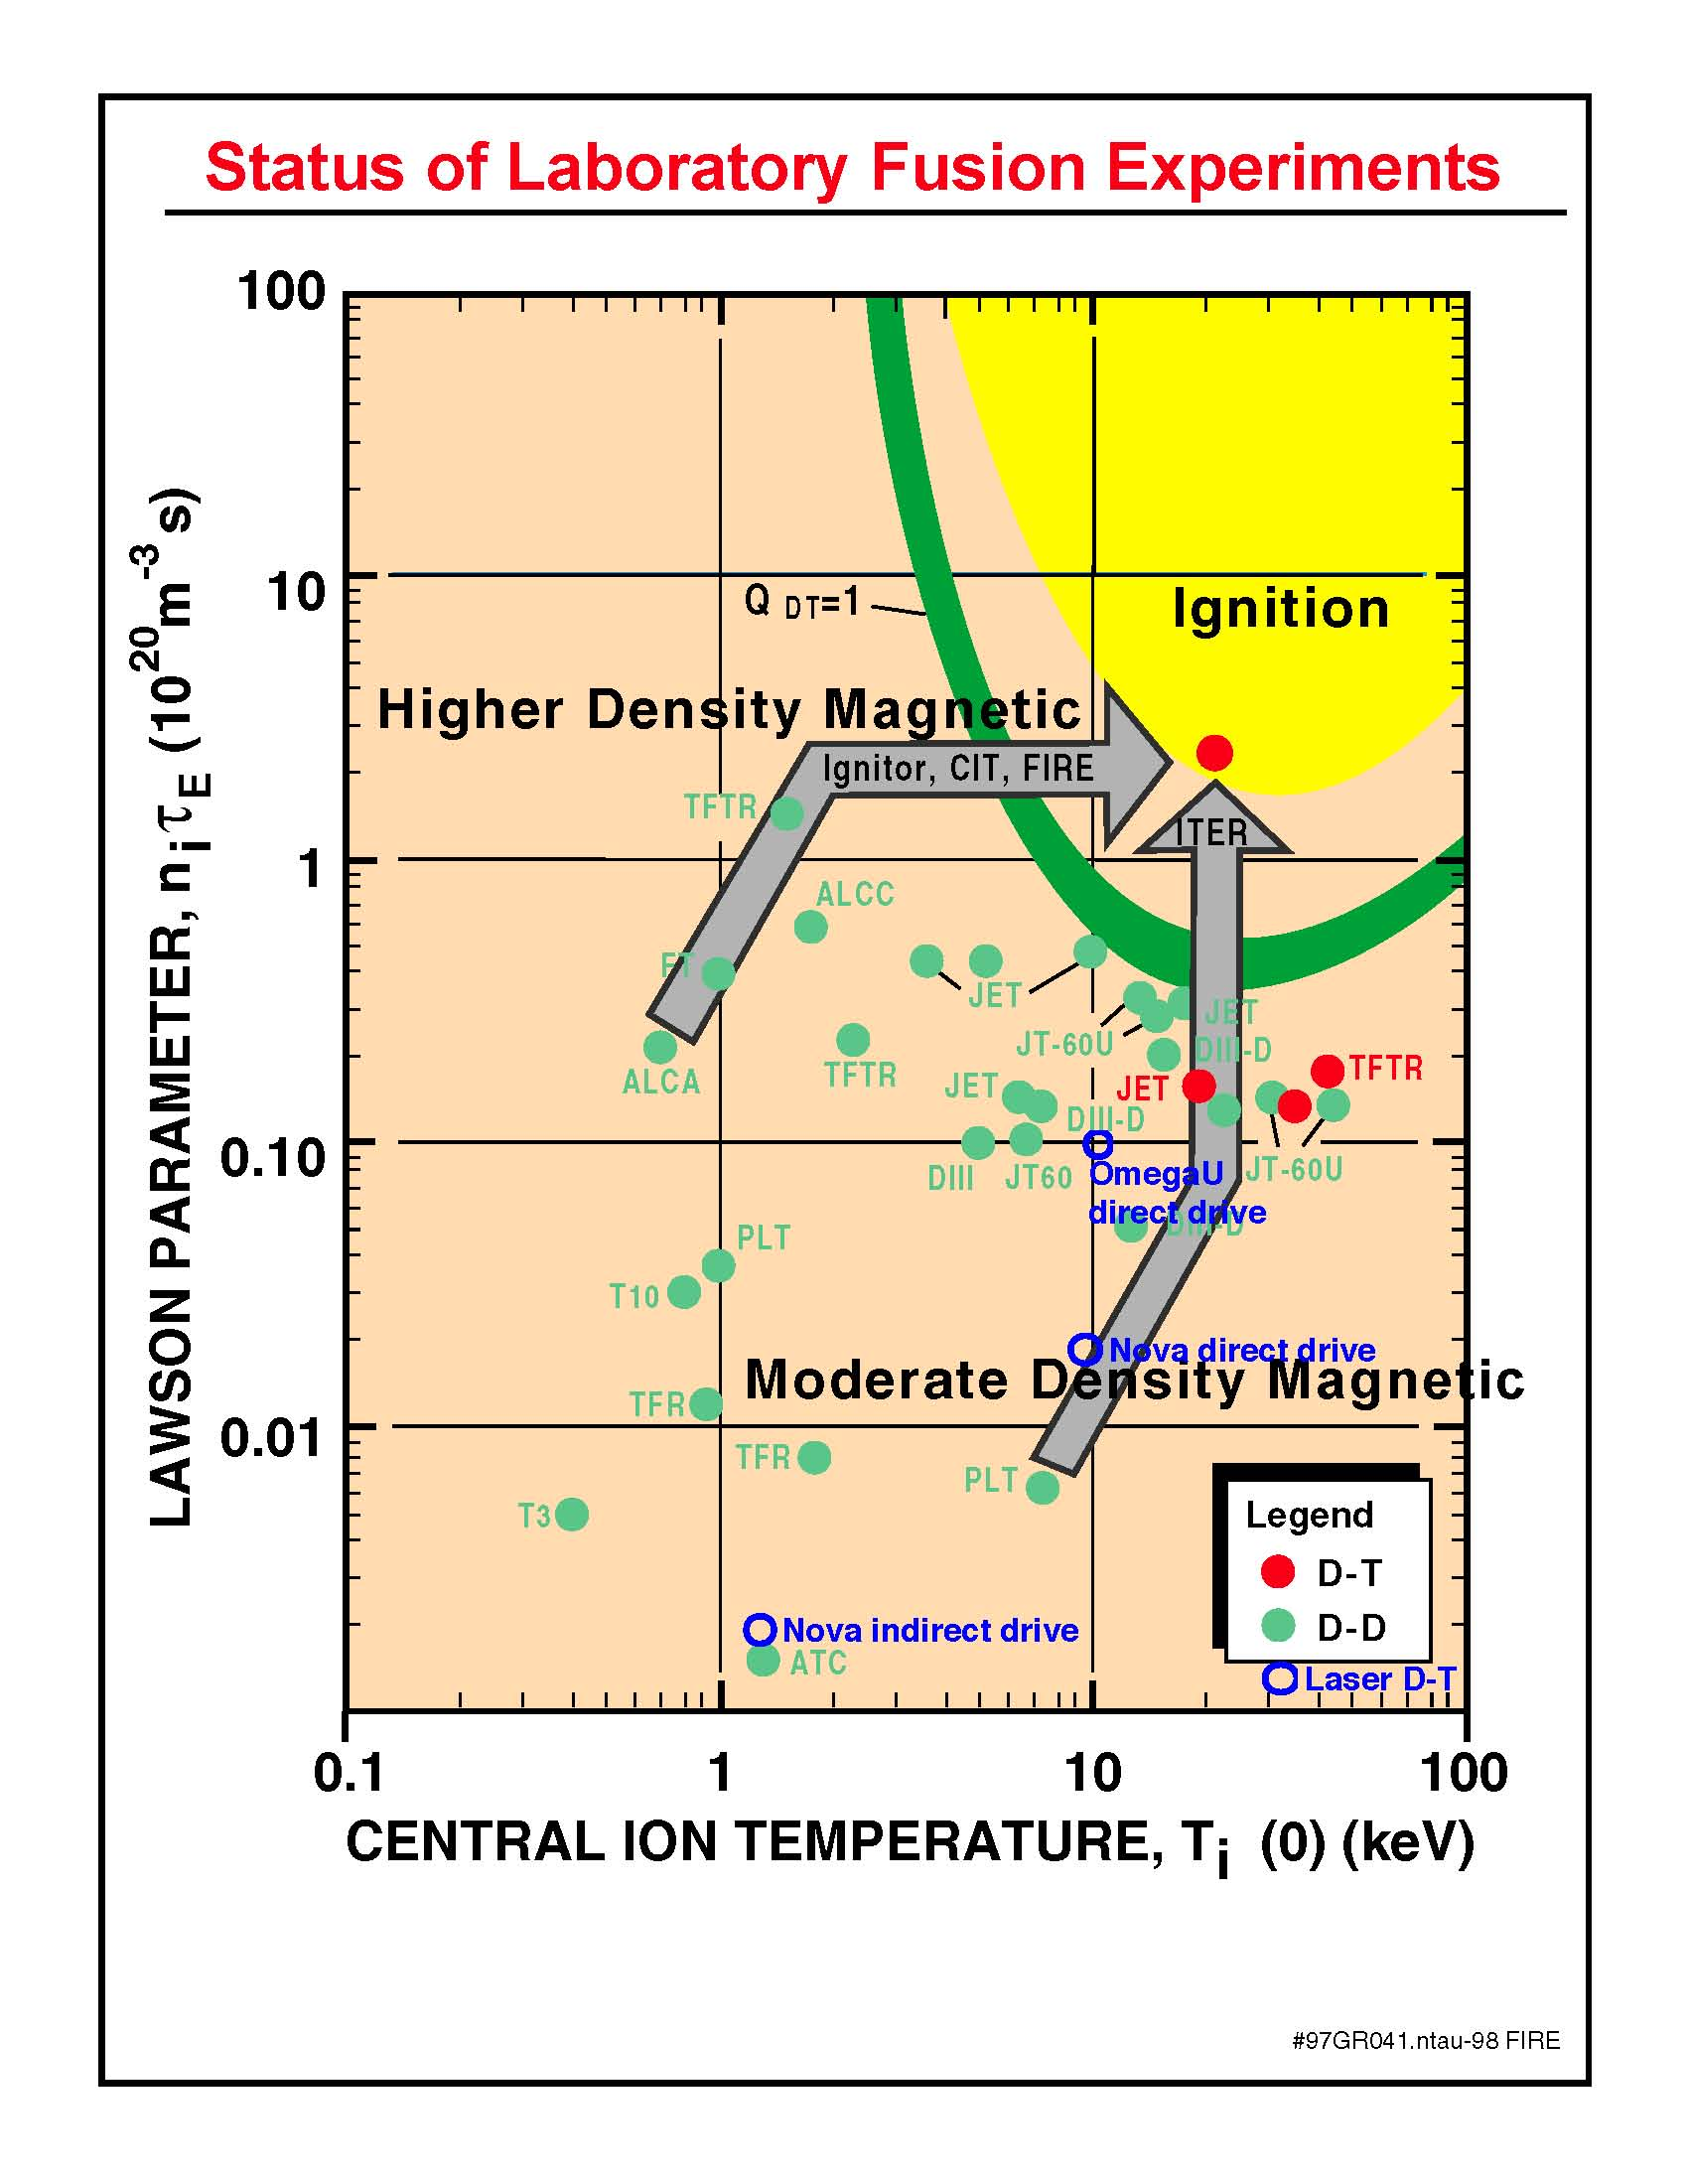 Status of Laboratory Fusion Experiments
LAWSON PARAMETER, niτE (10^20 m^-3 s)
100
10
1
0.10
0.01
Q DT=1
Ignition
Higher Density Magnetic
Ignitor, CIT, FIRE
TFTR
ITER
ALCC
FT
JET
JET
JT-60U
DIII-D
ALCA
TFTR
JET
JET
TFTR
DIII-D
DIII
JT60
OmegaU
direct drive
JT-60U
DIII-D
PLT
T10
Nova direct drive
Moderate Density Magnetic
TFR
TFR
PLT
T3
Legend
D-T
D-D
Nova indirect drive
ATC
Laser D-T
0.1
1
10
100
CENTRAL ION TEMPERATURE, Ti (0) (keV)
#97GR041.ntau-98 FIRE